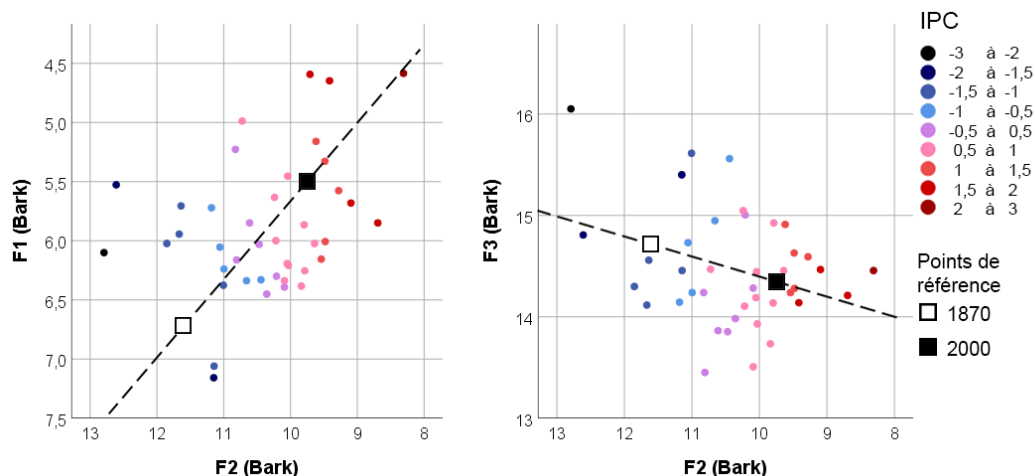 4,5
5,0
5,5
6,0
6,5
7,0
7,5
13 12 11 10 9 8
F1 (Bark)
F2 (Bark)
16
15
14
13
13 12 11 10 9 8
F3 (Bark)
F2 (Bark)
IPC
-3 à -2
-2 à -1,5
-1,5 à -1
-1 à -0,5
-0,5 à 0,5
0,5 à 1
1 à 1,5
1,5 à 2
2 à 3
Points de
référence
1870
2000